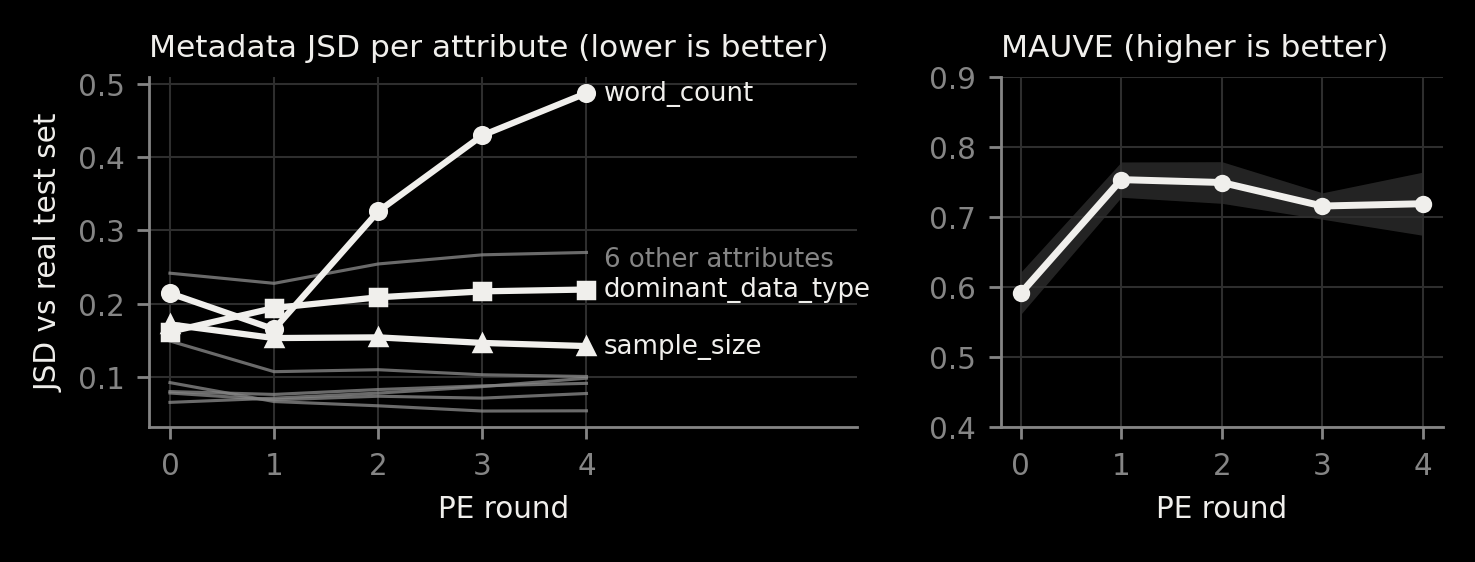 Metadata JSD per attribute (lower is better)
JSD vs real test set
0.5
0.4
0.3
0.2
0.1
word_count
6 other attributes
dominant_data_type
sample_size
0 1 2 3 4
PE round
MAUVE (higher is better)
0.9
0.8
0.7
0.6
0.5
0.4
0 1 2 3 4
PE round